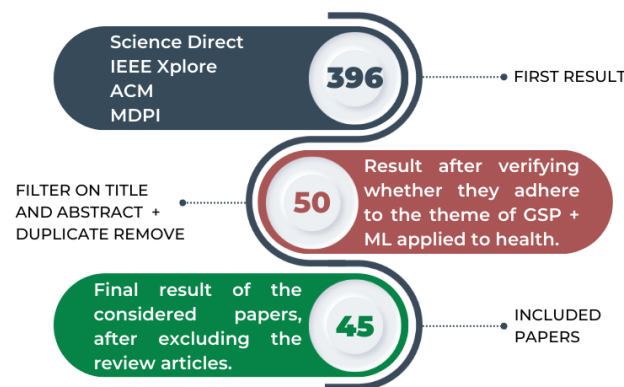 Science Direct
IEEE Xplore
ACM
MDPI
396
FIRST RESULT
FILTER ON TITLE
AND ABSTRACT +
DUPLICATE REMOVE
50
Result after verifying
whether they adhere
to the theme of GSP +
ML applied to health.
Final result of the
considered papers,
after excluding the
review articles.
45
INCLUDED
PAPERS